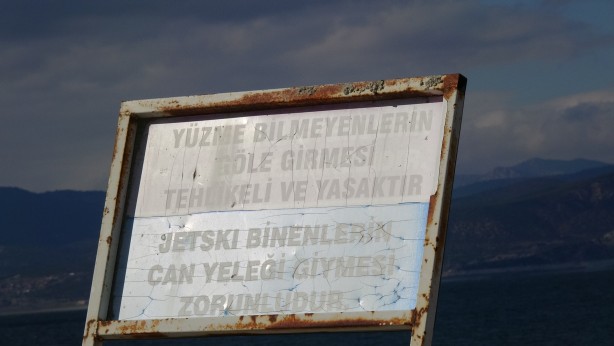 YÜZME BİLMEYENLERİN
GÖLE GİRMESİ
TEHLİKELİ VE YASAKTIR
JETSKİ BİNENLERİN
CAN YELEĞİ GİYMESİ
ZORUNLUDUR.